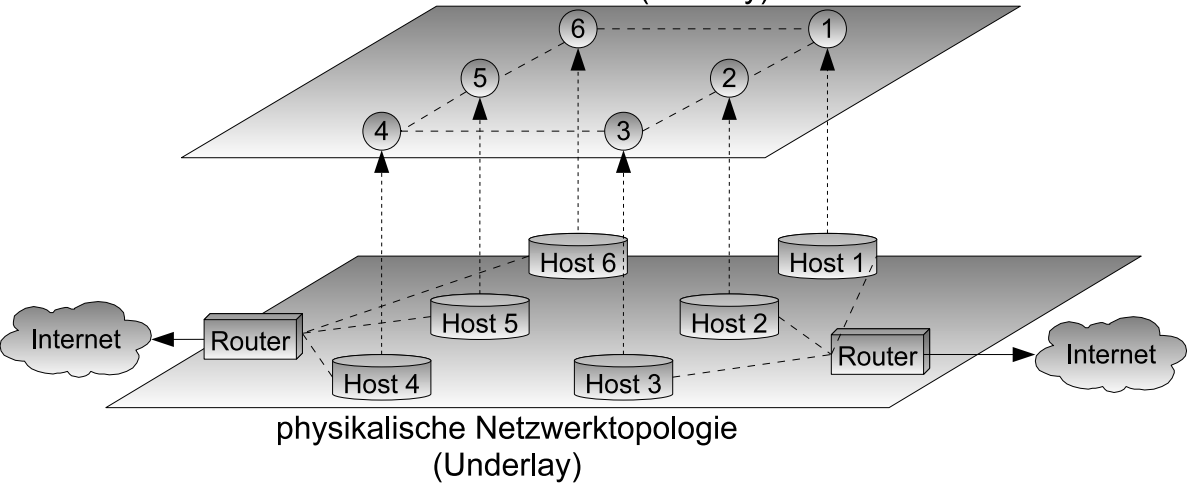 6
1
5
2
4
3
Host 6
Host 1
Host 5
Host 2
Internet
Router
Router
Internet
Host 4
Host 3
physikalische Netzwerktopologie
(Underlay)